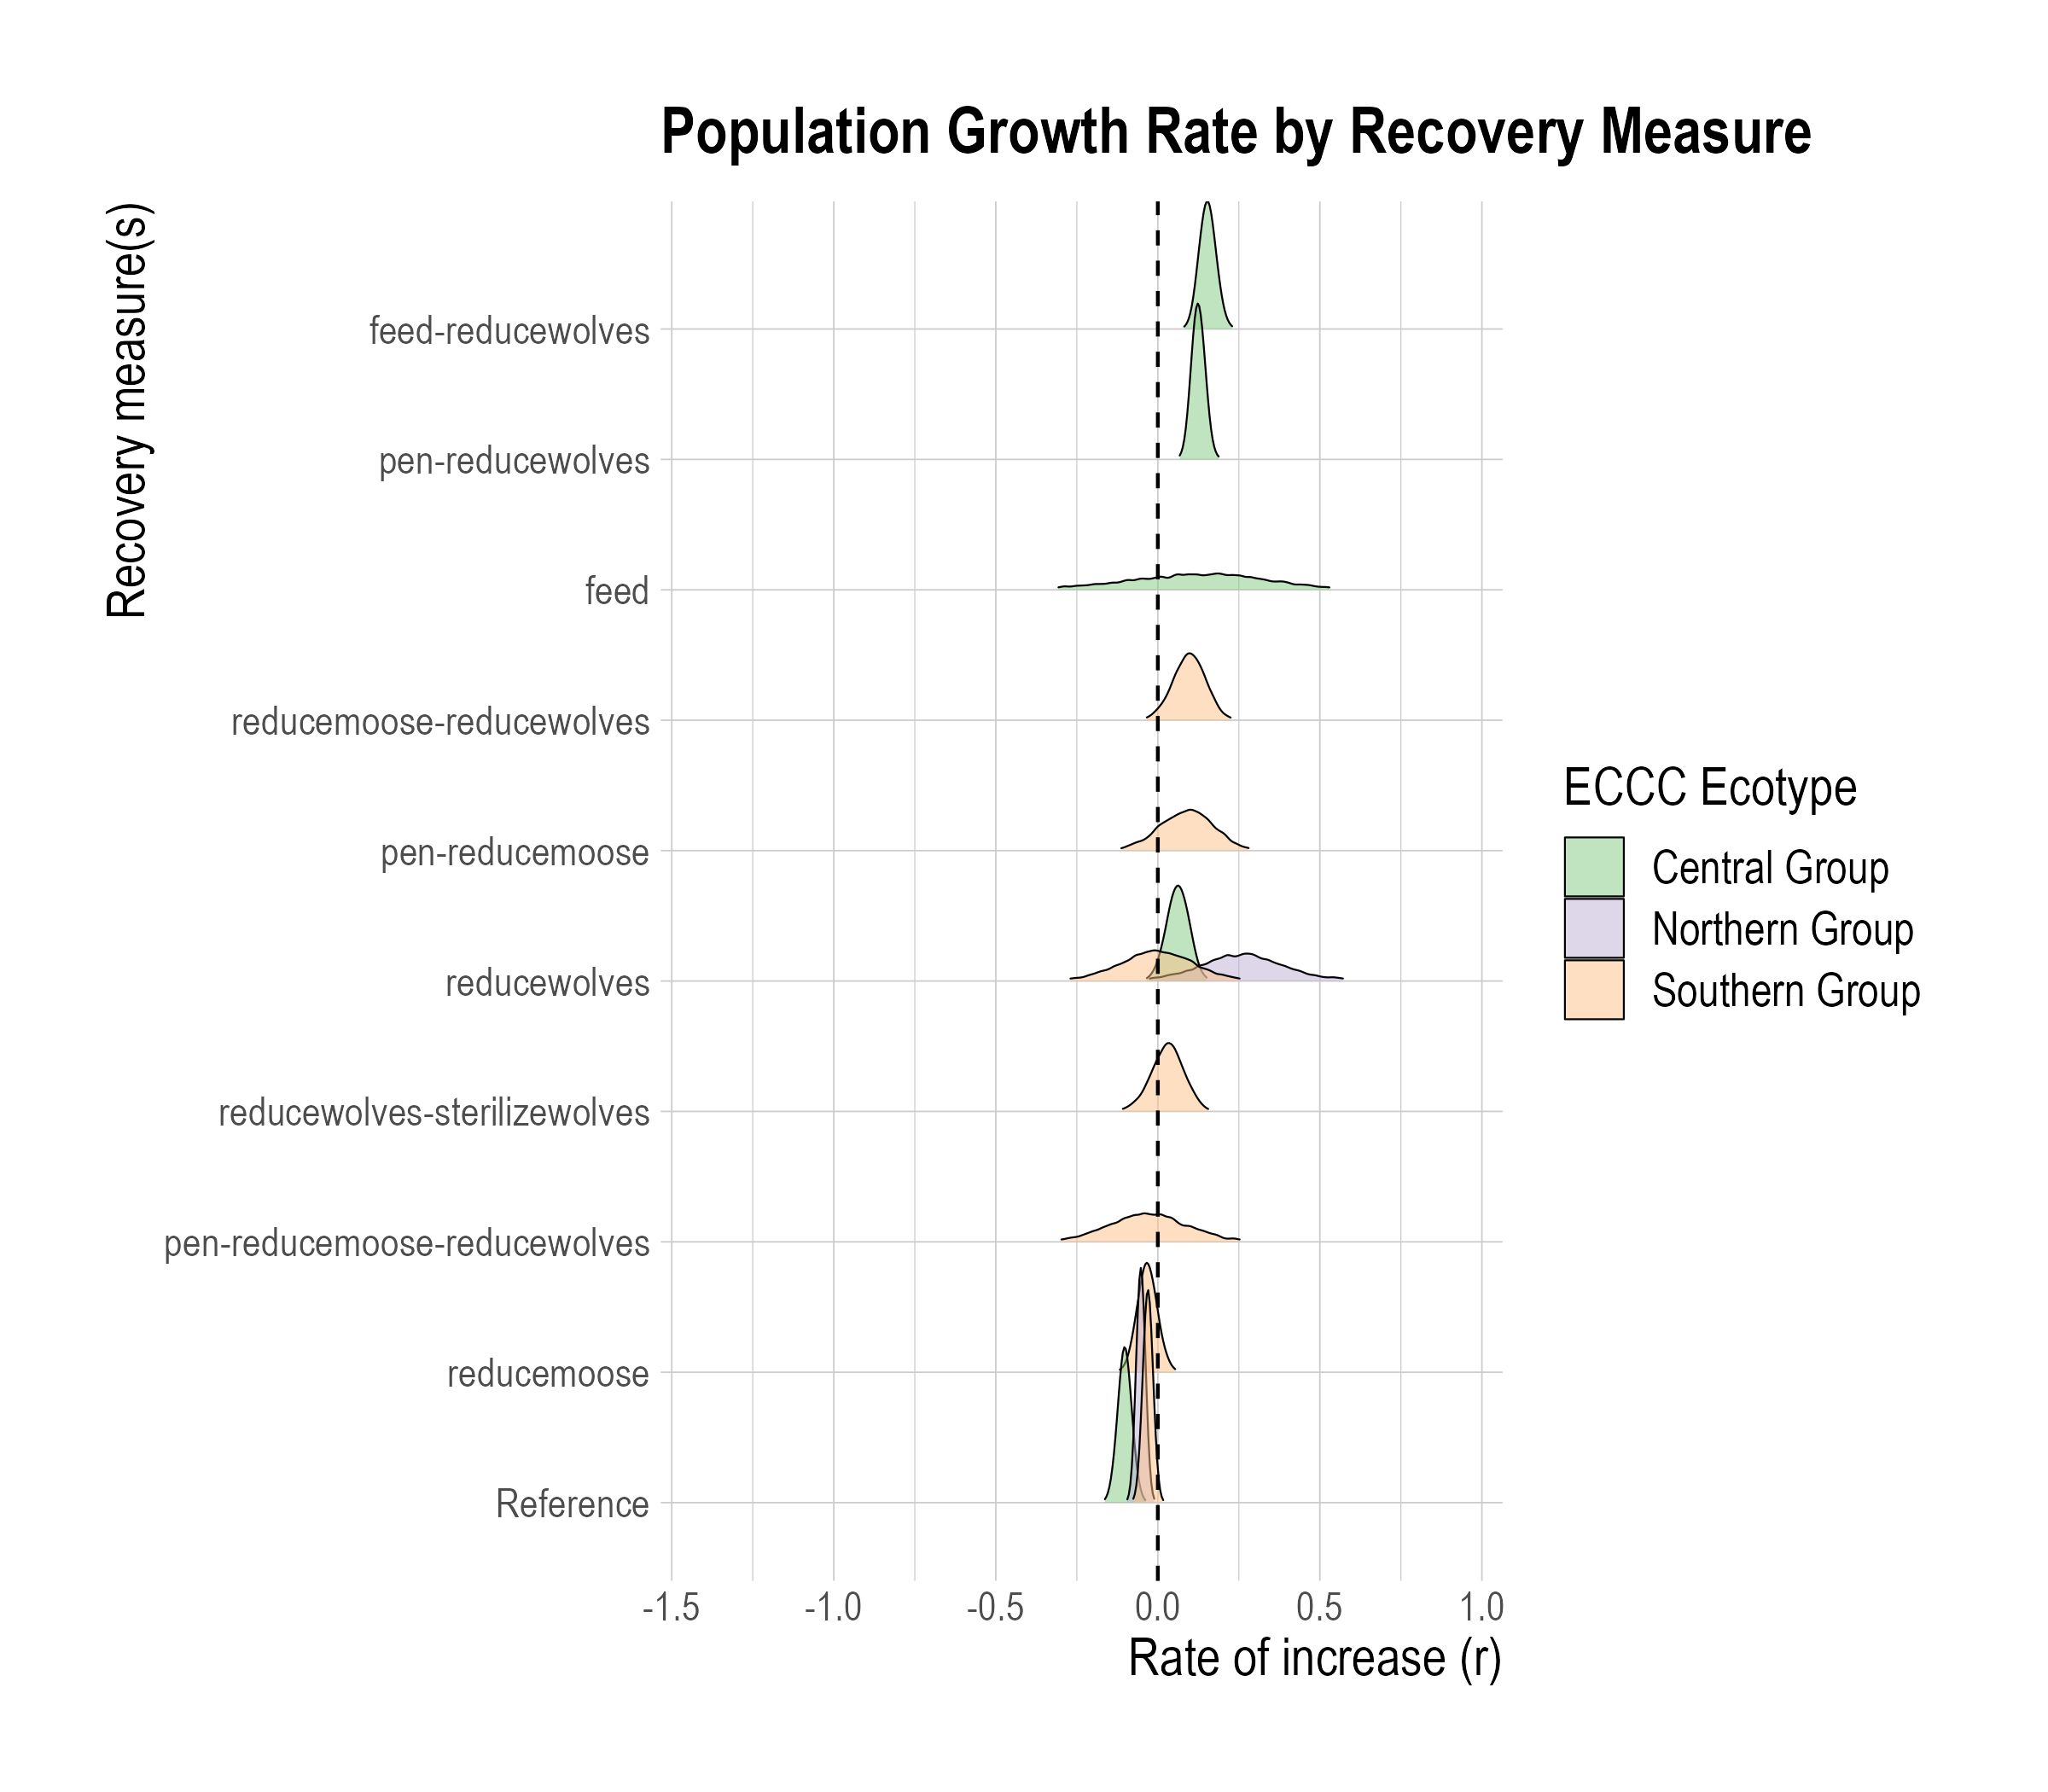 Population Growth Rate by Recovery Measure
Recovery measure(s)
feed-reducewolves
pen-reducewolves
feed
reducemoose-reducewolves
pen-reducemoose
reducewolves
reducewolves-sterilizewolves
pen-reducemoose-reducewolves
reducemoose
Reference
-1.5 -1.0 -0.5 0.0 0.5 1.0
Rate of increase (r)
ECCC Ecotype
Central Group
Northern Group
Southern Group